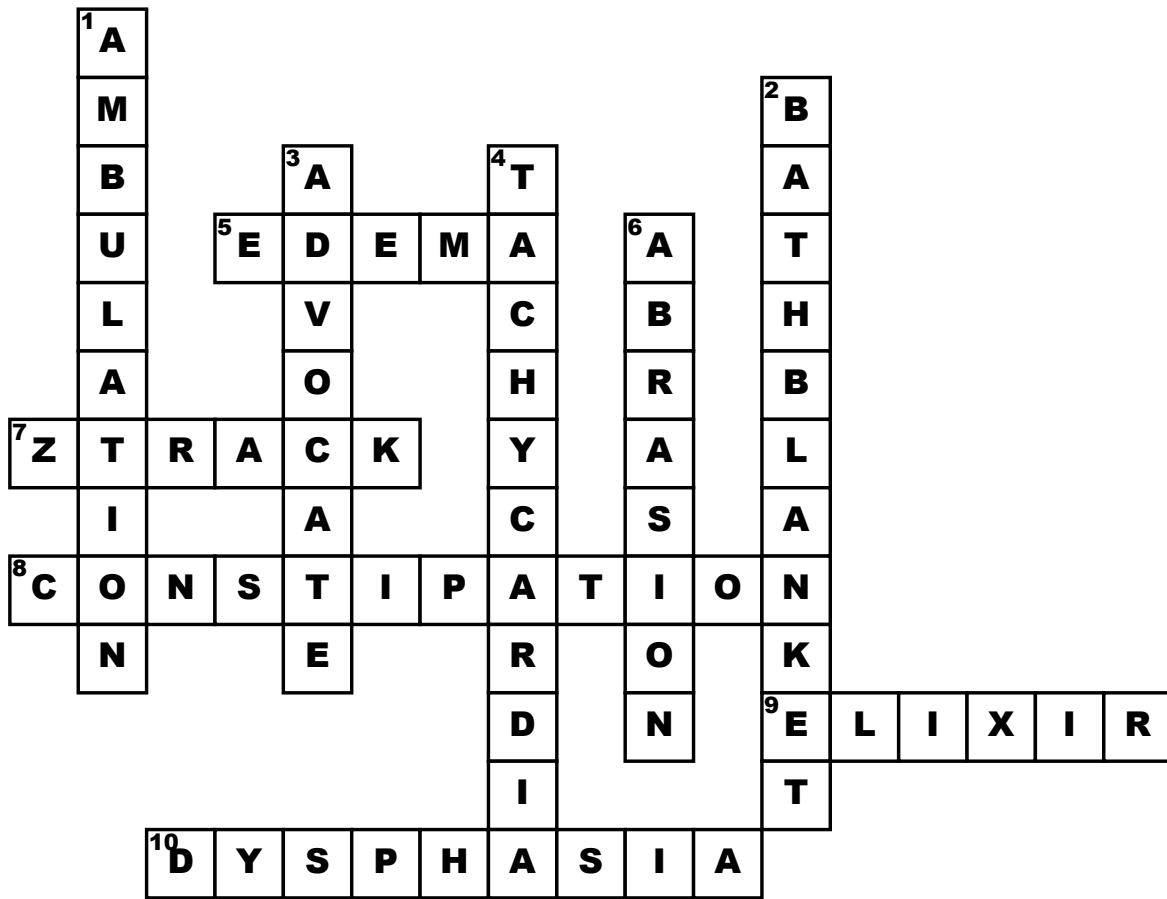 1 A
M 2 B
B 3 A 4 T A
U 5 E D E M A 6 A T
L V C B H
A O H R B
7 Z T R A C K Y A L
I A C S A
8 C O N S T I P A T I O N
N E R O K
D N 9 E L I X I R
I T
10 D Y S P H A S I A